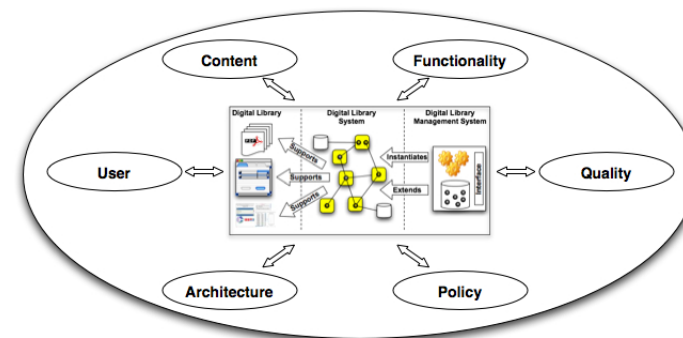 Content
Functionality
Digital Library
Digital Library
System
Digital Library
Management System
Supports
Instantiates
User
Supports
Interface
Quality
Extends
Supports
Architecture
Policy